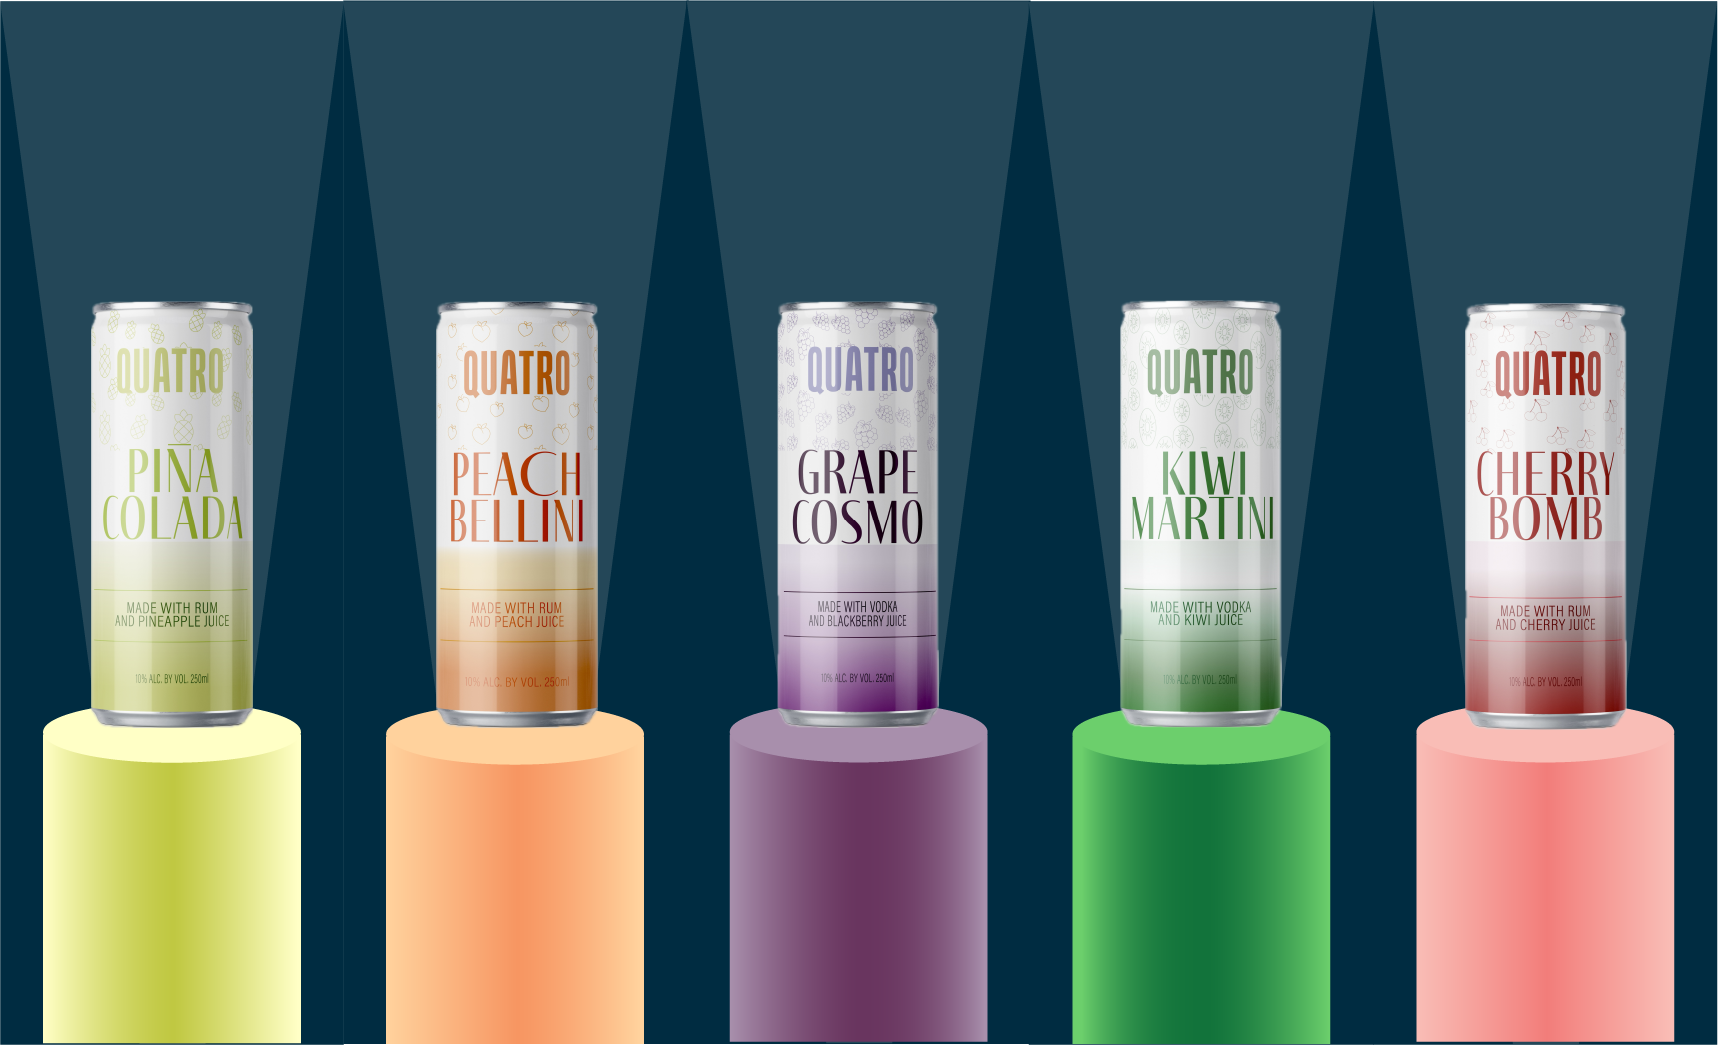 QUATRO
PIÑA
COLADA
MADE WITH RUM
AND PINEAPPLE JUICE
10% ALC. BY VOL. 250ml
QUATRO
PEACH
BELLINI
MADE WITH RUM
AND PEACH JUICE
10% ALC. BY VOL. 250ml
QUATRO
GRAPE
COSMO
MADE WITH VODKA
AND BLACKBERRY JUICE
10% ALC. BY VOL. 250ml
QUATRO
KIWI
MARTINI
MADE WITH VODKA
AND KIWI JUICE
10% ALC. BY VOL. 250ml
QUATRO
CHERRY
BOMB
MADE WITH RUM
AND CHERRY JUICE
10% ALC. BY VOL. 250ml